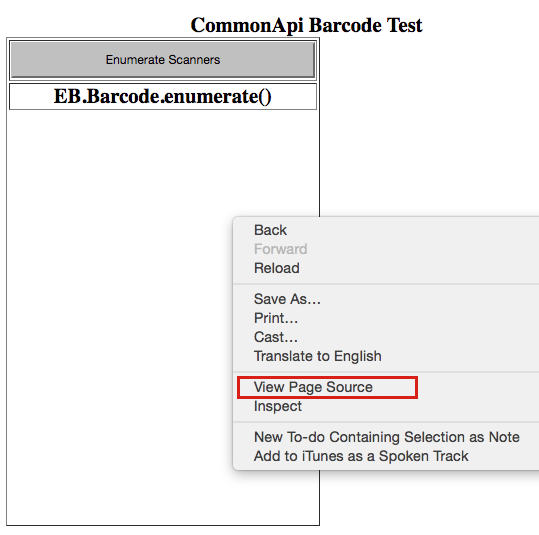 CommonApi Barcode Test
Enumerate Scanners
EB.Barcode.enumerate()
Back
Forward
Reload
Save As…
Print…
Cast…
Translate to English
View Page Source
Inspect
New To-do Containing Selection as Note
Add to iTunes as a Spoken Track